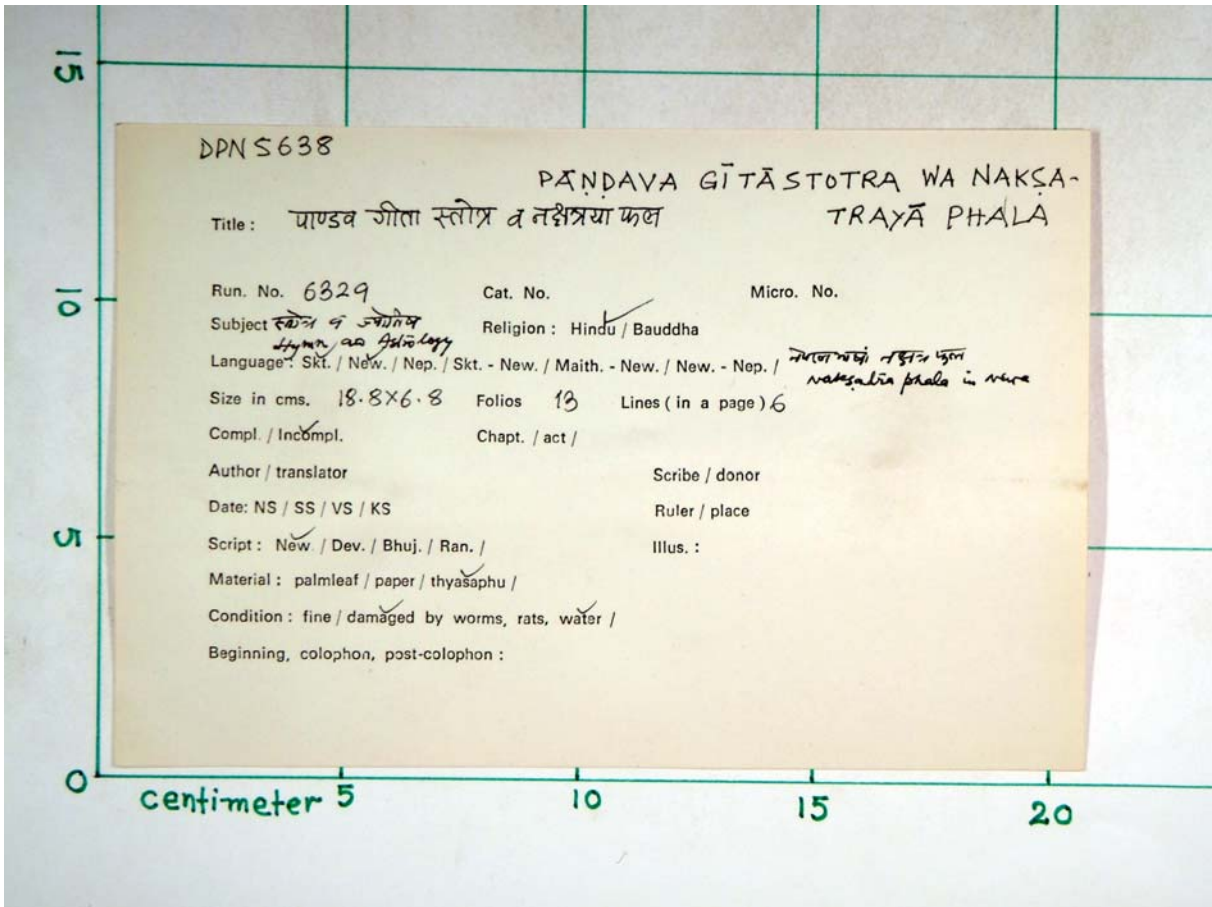 15
DPN 5638
PĀṆḌAVA GĪTĀSTOTRA WA NAKṢA-
Title : पाण्डव गीता स्तोत्र व नक्षत्रया फल TRAYĀ PHALA
10
Run. No. 6329 Cat. No. Micro. No.
Subject स्तोत्र व ज्योतिष Religion : Hindu / Bauddha
Hymn Astrology
Language : Skt. / New. / Nep. / Skt. - New. / Maith. - New. / New. - Nep. / नक्षत्र फल
Nakṣatra phala in
Size in cms. 18.8×6.8 Folios 13 Lines ( in a page ) 6
Compl. / Incompl. Chapt. / act /
Author / translator Scribe / donor
Date: NS / SS / VS / KS Ruler / place
5
Script : New. / Dev. / Bhuj. / Ran. / Illus. :
Material : palmleaf / paper / thyasaphu /
Condition : fine / damaged by worms, rats, water /
Beginning, colophon, post-colophon :
0
centimeter 5 10 15 20